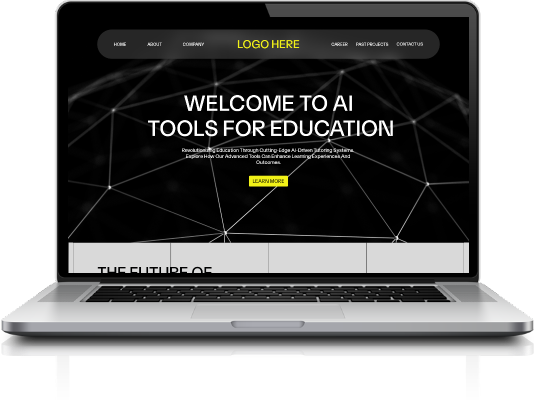 HOME ABOUT COMPANY LOGO HERE CAREER PAST PROJECTS CONTACT US
WELCOME TO AI
TOOLS FOR EDUCATION
Revolutionizing Education Through Cutting-Edge AI-Driven Tutoring Systems.
Explore How Our Advanced Tools Can Enhance Learning Experiences And
Outcomes.
LEARN MORE
THE FUTURE OF